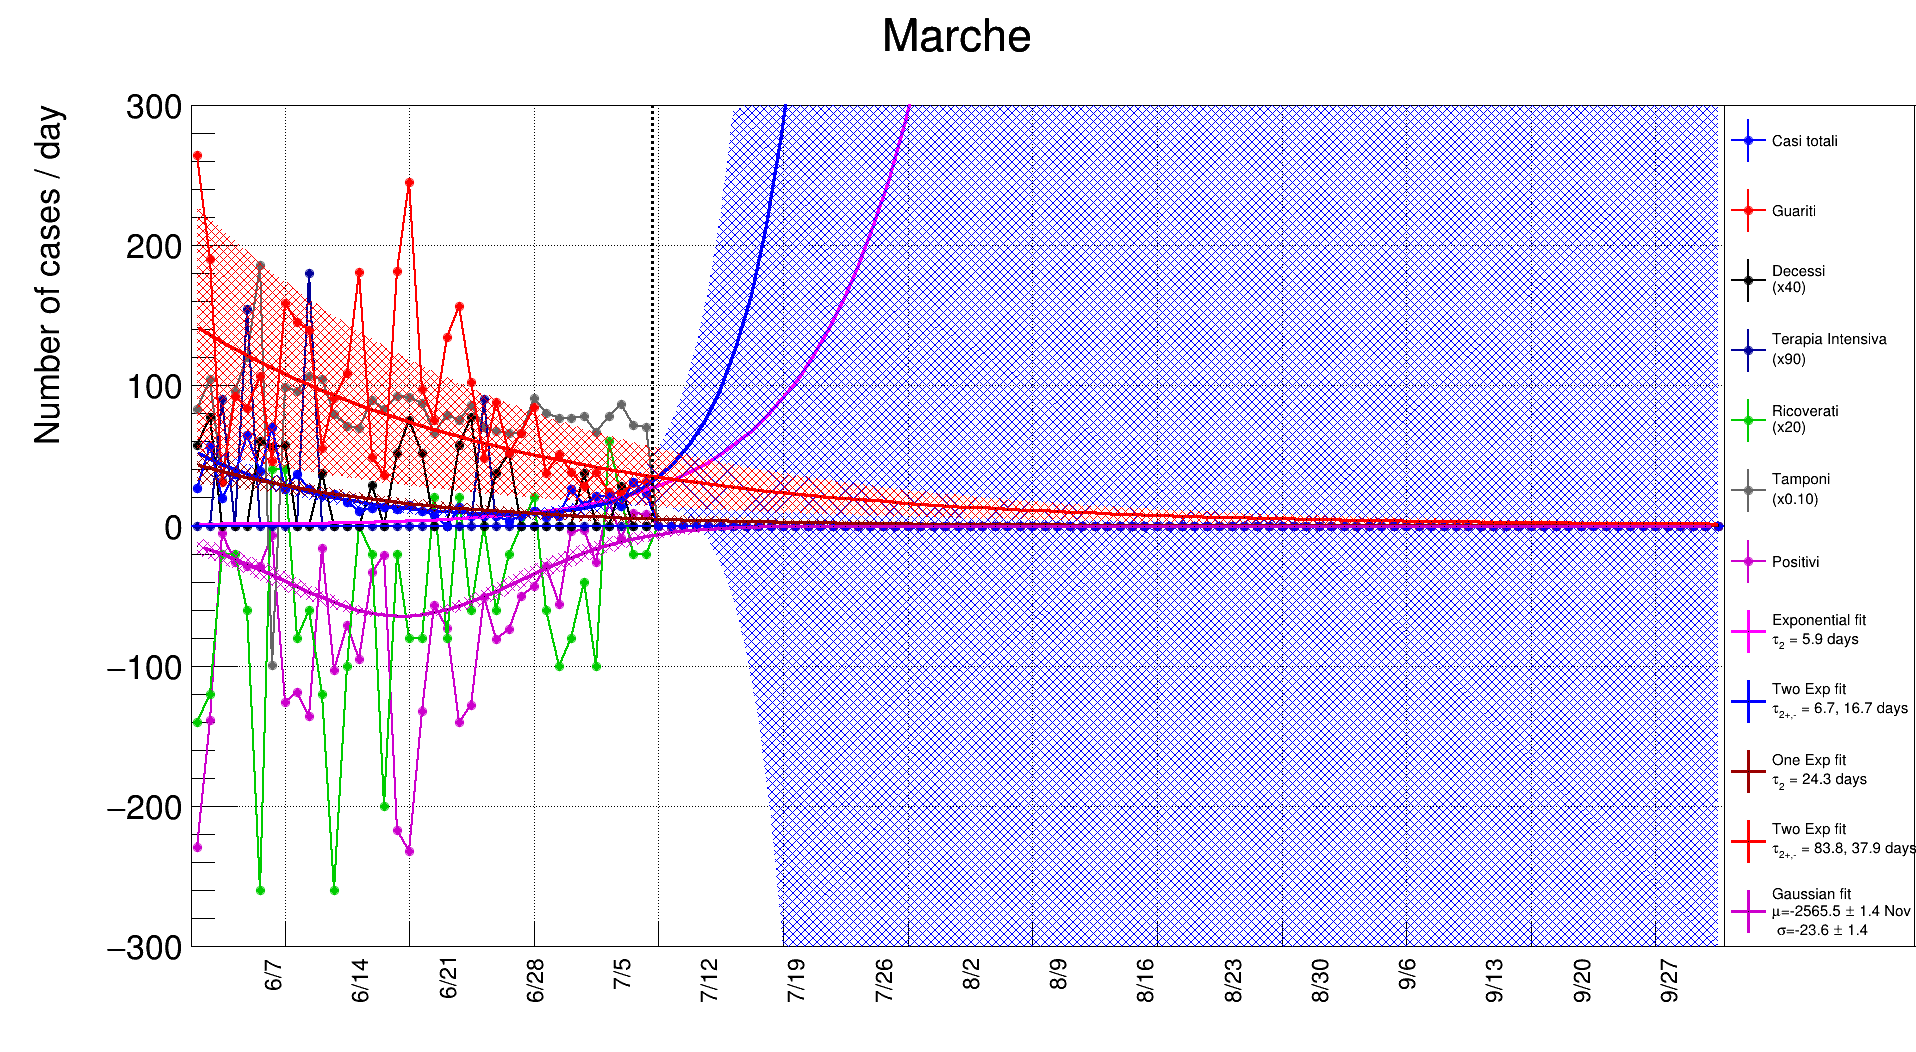 Marche
Number of cases / day
300
200
100
0
−100
−200
−300
6/7
6/14
6/21
6/28
7/5
7/12
7/19
7/26
8/2
8/9
8/16
8/23
8/30
9/6
9/13
9/20
9/27
Casi totali
Guariti
Decessi
(x40)
Terapia Intensiva
(x90)
Ricoverati
(x20)
Tamponi
(x0.10)
Positivi
Exponential fit
τ2 = 5.9 days
Two Exp fit
τ2+,- = 6.7, 16.7 days
One Exp fit
τ2 = 24.3 days
Two Exp fit
τ2+,- = 83.8, 37.9 days
Gaussian fit
μ=-2565.5 ± 1.4 Nov
σ=-23.6 ± 1.4